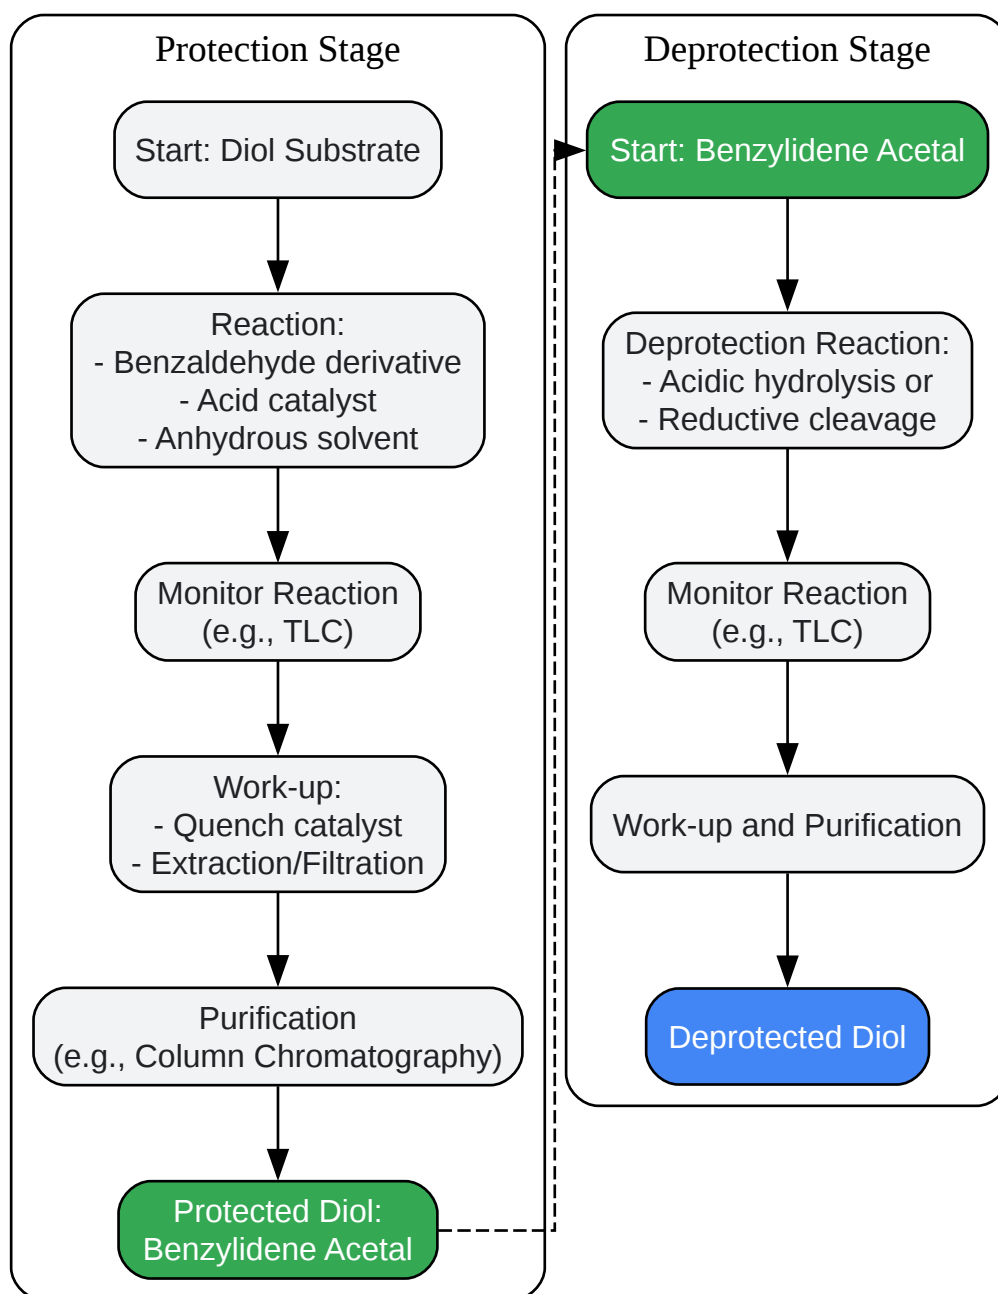 Protection Stage
Start: Diol Substrate
Reaction:
- Benzaldehyde derivative
- Acid catalyst
- Anhydrous solvent
Monitor Reaction
(e.g., TLC)
Work-up:
- Quench catalyst
- Extraction/Filtration
Purification
(e.g., Column Chromatography)
Protected Diol:
Benzylidene Acetal
Deprotection Stage
Start: Benzylidene Acetal
Deprotection Reaction:
- Acidic hydrolysis or
- Reductive cleavage
Monitor Reaction
(e.g., TLC)
Work-up and Purification
Deprotected Diol